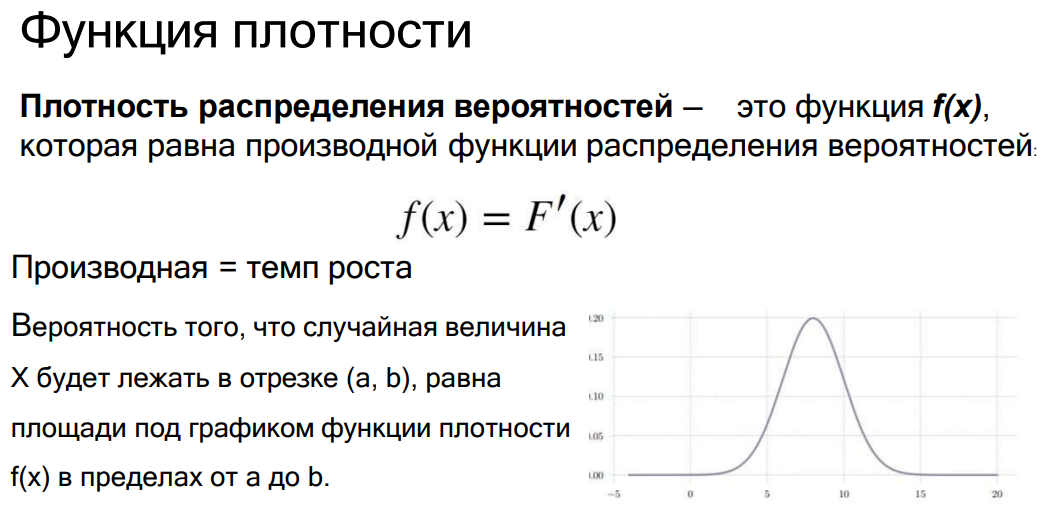 Функция плотности
Плотность распределения вероятностей – это функция f(x),
которая равна производной функции распределения вероятностей:
f(x) = F′(x)
Производная = темп роста
Вероятность того, что случайная величина
X будет лежать в отрезке (a, b), равна
площади под графиком функции плотности
f(x) в пределах от a до b.
.20
.15
.10
.05
.00
−5 0 5 10 15 20